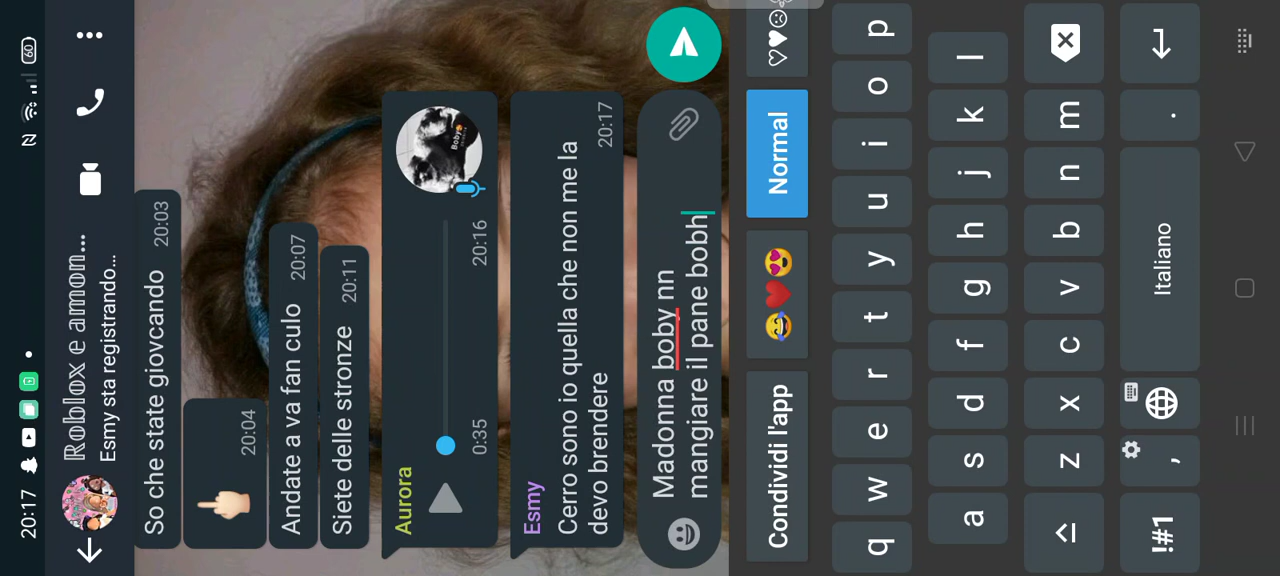 20:17
60
ℝ𝕠𝕓𝕝𝕠𝕩 e amon...
Esmy sta registrando...
So che state giovcando
20:03
20:04
Andate a va fan culo
20:07
Siete delle stronze
20:11
Aurora
0:35
20:16
Esmy
Cerro sono io quella che non me la
devo brendere
20:17
Madonna boby nn
mangiare il pane bobh
Condividi l'app
Normal
q w e r t y u i o p
a s d f g h j k l
z x c v b n m
!#1
,
Italiano
.